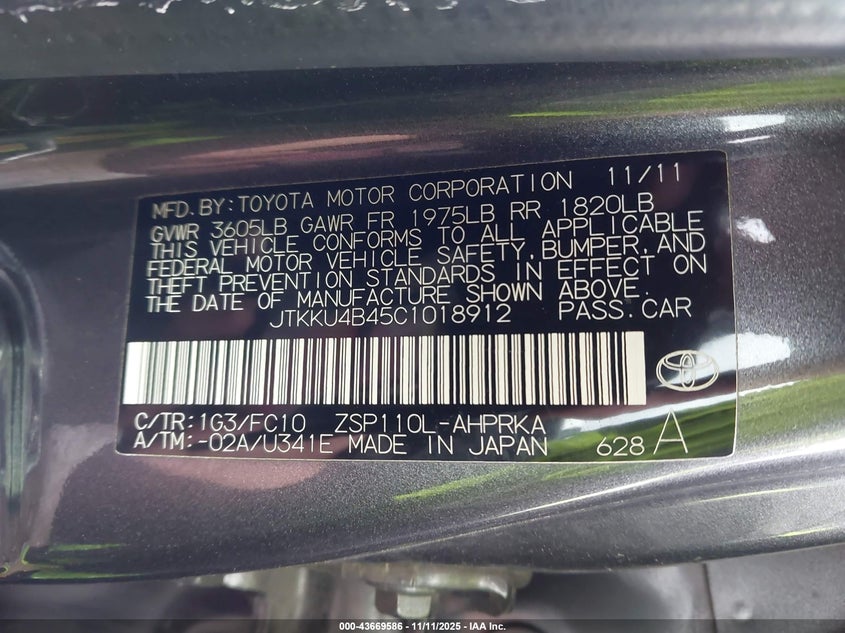 MFD. BY: TOYOTA MOTOR CORPORATION 11/11
GVWR 3605LB GAWR FR 1975LB RR 1820LB
THIS VEHICLE CONFORMS TO ALL APPLICABLE
FEDERAL MOTOR VEHICLE SAFETY, BUMPER, AND
THEFT PREVENTION STANDARDS IN EFFECT ON
THE DATE OF MANUFACTURE SHOWN ABOVE.
JTKKU4B45C1018912 PASS. CAR
C/TR: 1G3/FC10 ZSP110L-AHPRKA
A/TM: -02A/U341E MADE IN JAPAN 628 A
000-43669586 - 11/11/2025 - IAA Inc.